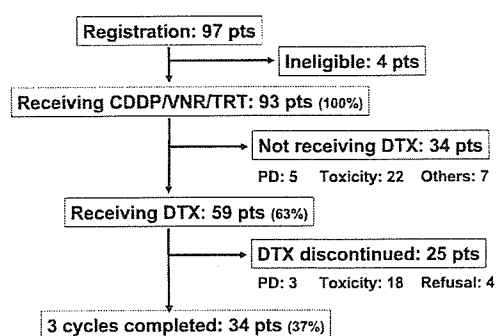 Registration: 97 pts
Ineligible: 4 pts
Receiving CDDP/VNR/TRT: 93 pts (100%)
Not receiving DTX: 34 pts
PD: 5 Toxicity: 22 Others: 7
Receiving DTX: 59 pts (63%)
DTX discontinued: 25 pts
PD: 3 Toxicity: 18 Refusal: 4
3 cycles completed: 34 pts (37%)